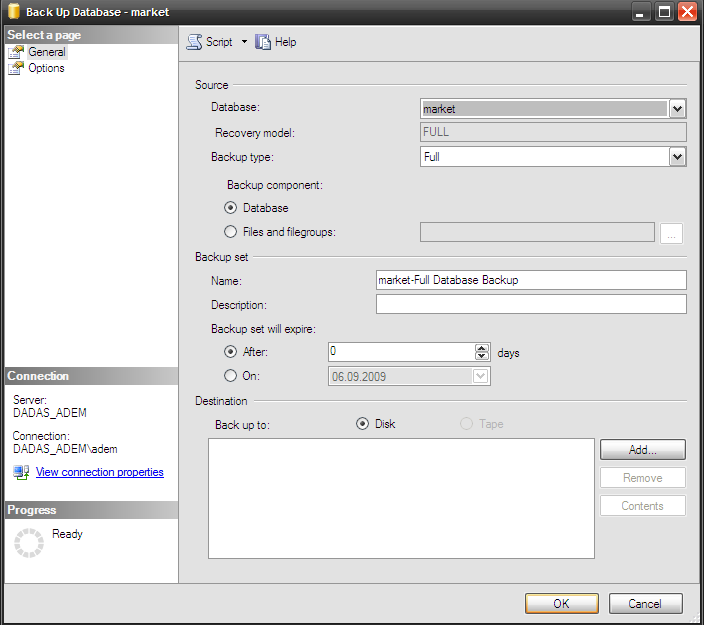 Back Up Database - market
Select a page
General
Options
Script Help
Source
Database: market
Recovery model: FULL
Backup type: Full
Backup component:
Database
Files and filegroups: ...
Backup set
Name: market-Full Database Backup
Description:
Backup set will expire:
After: 0 days
On: 06.09.2009
Destination
Back up to: Disk Tape
Add...
Remove
Contents
Connection
Server:
DADAS_ADEM
Connection:
DADAS_ADEM\adem
View connection properties
Progress
Ready
OK Cancel